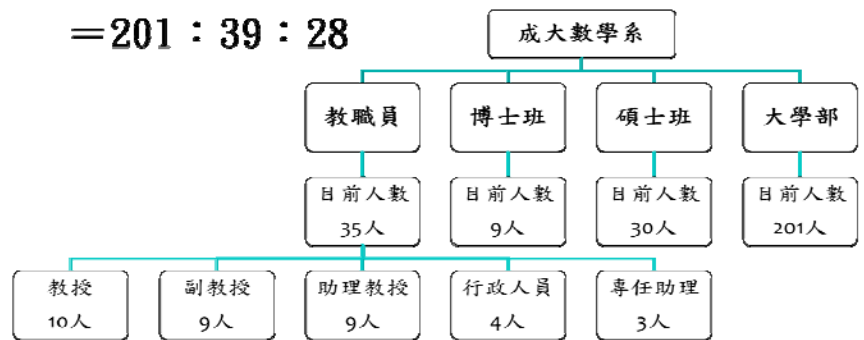 =201：39：28
成大數學系
教職員
博士班
碩士班
大學部
目前人數
35人
目前人數
9人
目前人數
30人
目前人數
201人
教授
10人
副教授
9人
助理教授
9人
行政人員
4人
專任助理
3人